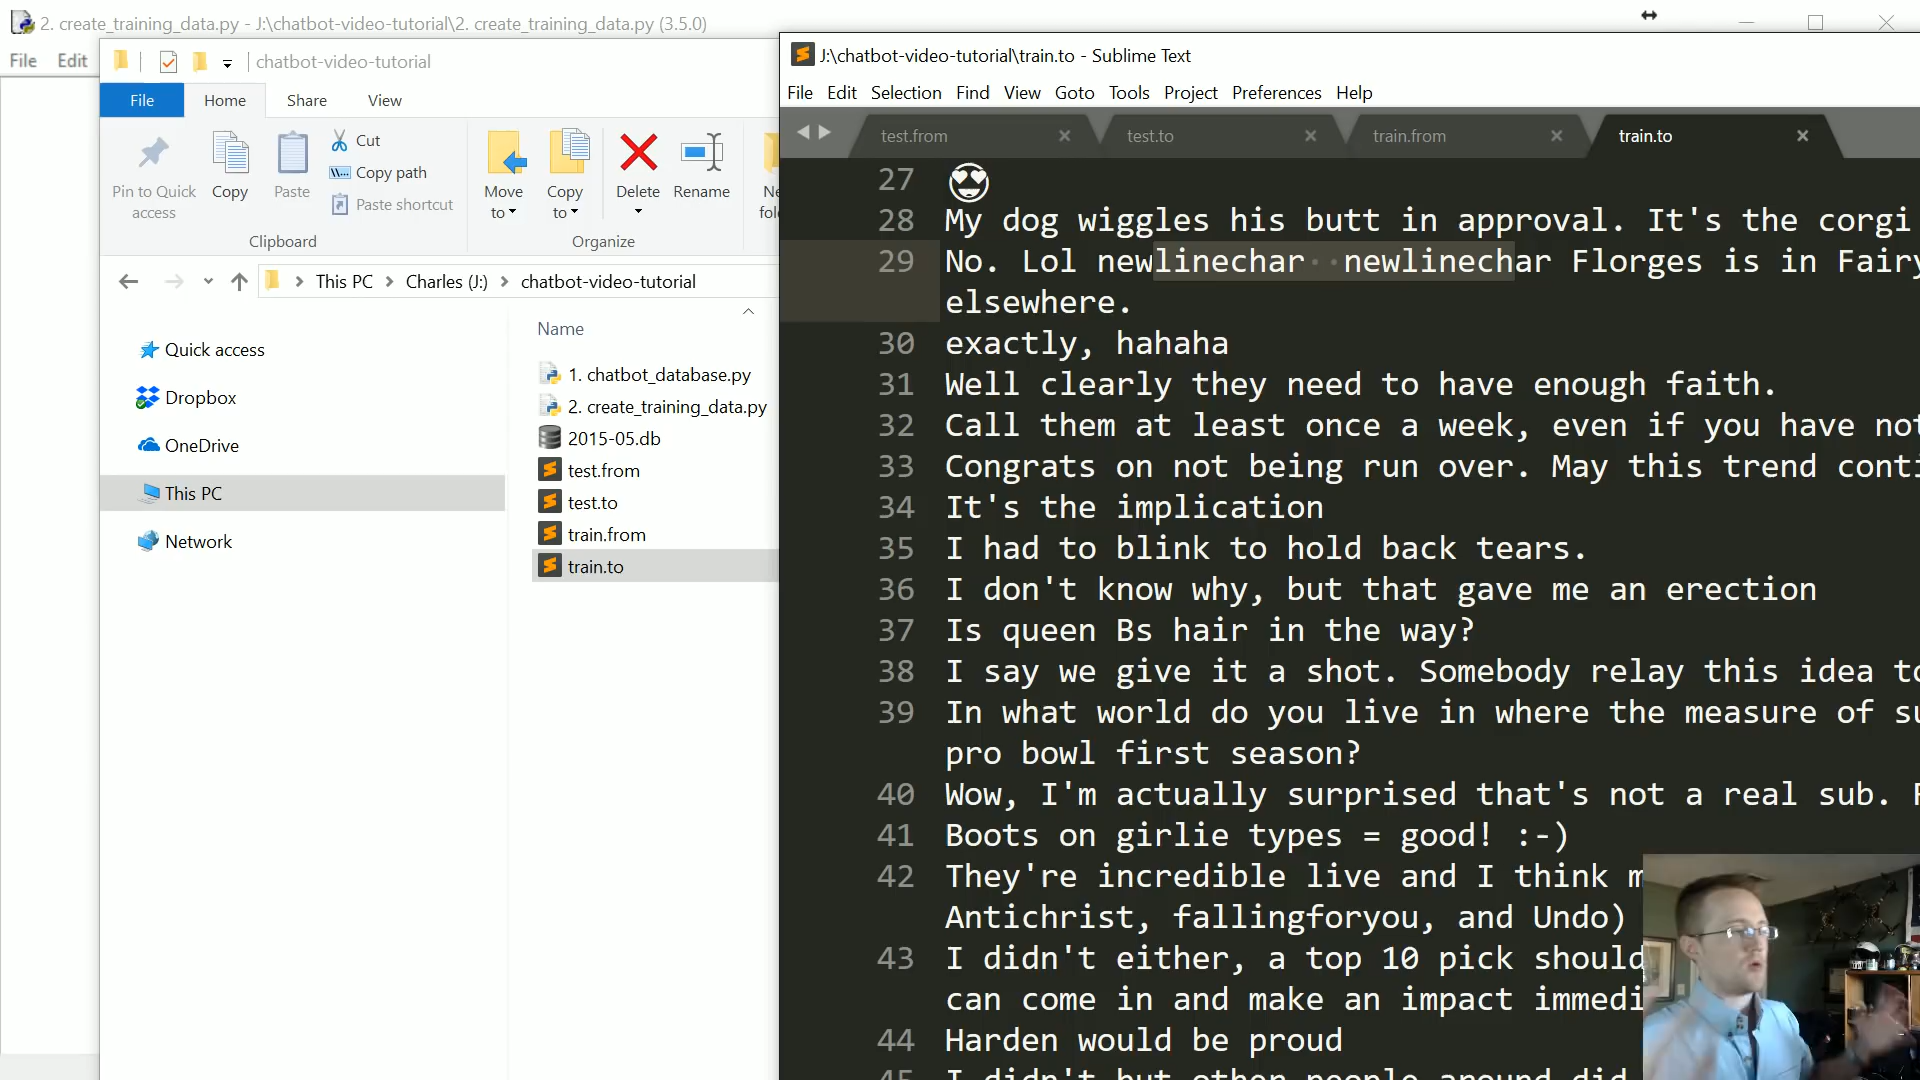 2. create_training_data.py - J:\chatbot-video-tutorial\2. create_training_data.py (3.5.0)
File Edit
chatbot-video-tutorial
File Home Share View
Pin to Quick access
Copy
Paste
Cut
Copy path
Paste shortcut
Clipboard
Move to
Copy to
Delete
Rename
Organize
This PC > Charles (J:) > chatbot-video-tutorial
Quick access
Dropbox
OneDrive
This PC
Network
Name
1. chatbot_database.py
2. create_training_data.py
2015-05.db
test.from
test.to
train.from
train.to
J:\chatbot-video-tutorial\train.to - Sublime Text
File Edit Selection Find View Goto Tools Project Preferences Help
test.from test.to train.from train.to
27 😍
28 My dog wiggles his butt in approval. It's the corgi
29 No. Lol newlinechar  newlinechar Florges is in Fairy
elsewhere.
30 exactly, hahaha
31 Well clearly they need to have enough faith.
32 Call them at least once a week, even if you have not
33 Congrats on not being run over. May this trend conti
34 It's the implication
35 I had to blink to hold back tears.
36 I don't know why, but that gave me an erection
37 Is queen Bs hair in the way?
38 I say we give it a shot. Somebody relay this idea to
39 In what world do you live in where the measure of su
pro bowl first season?
40 Wow, I'm actually surprised that's not a real sub.
41 Boots on girlie types = good! :-)
42 They're incredible live and I think
Antichrist, fallingforyou, and Undo)
43 I didn't either, a top 10 pick should
can come in and make an impact immedi
44 Harden would be proud